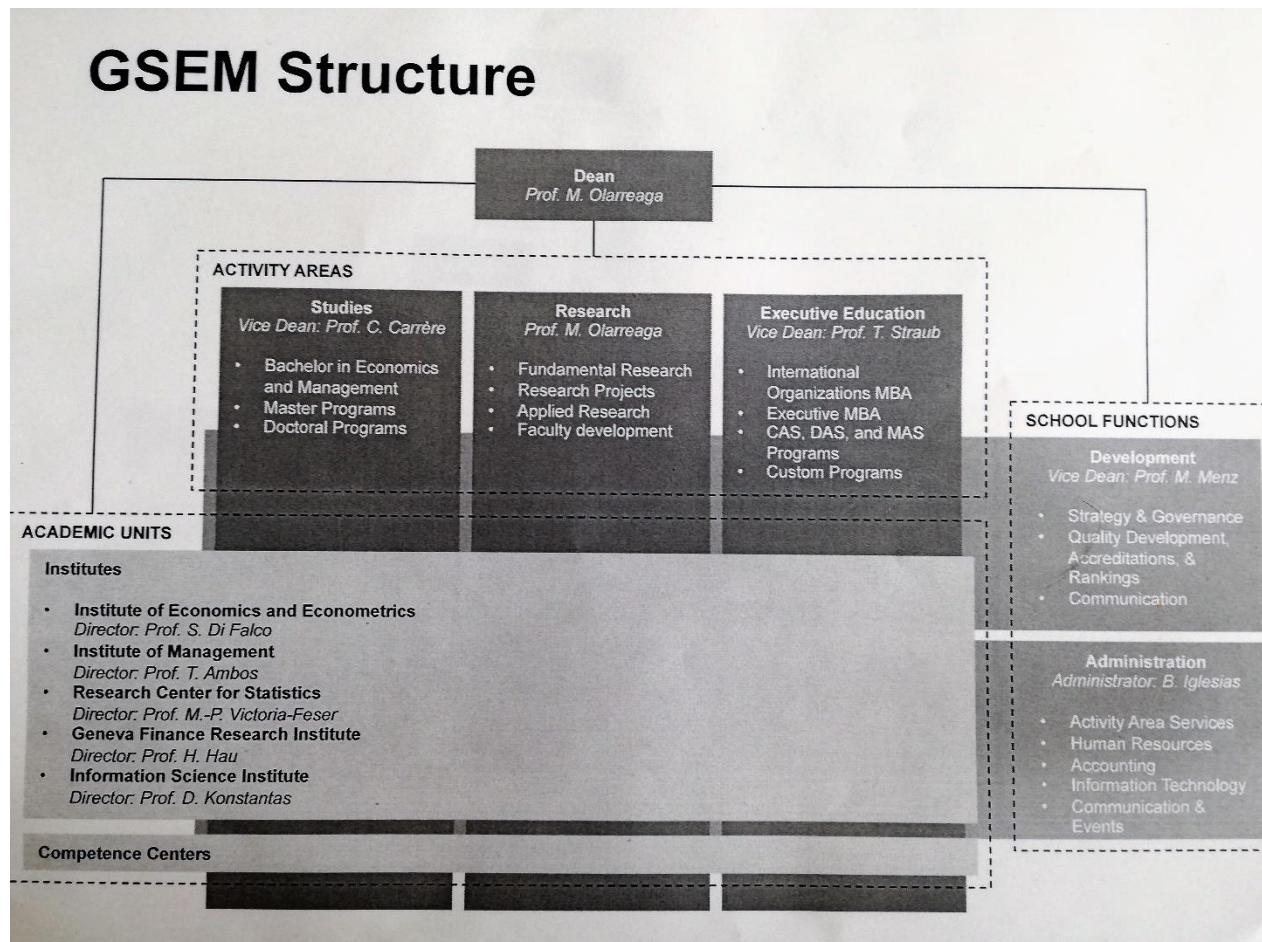 GSEM Structure
Dean
Prof. M. Olarreaga
ACTIVITY AREAS
Studies
Vice Dean: Prof. C. Carrère
• Bachelor in Economics
and Management
• Master Programs
• Doctoral Programs
Research
Prof. M. Olarreaga
• Fundamental Research
• Research Projects
• Applied Research
• Faculty development
Executive Education
Vice Dean: Prof. T. Straub
• International
Organizations MBA
• Executive MBA
• CAS, DAS, and MAS
Programs
• Custom Programs
SCHOOL FUNCTIONS
Development
Vice Dean: Prof. M. Menz
• Strategy & Governance
• Quality Development,
Accreditations, &
Rankings
• Communication
Administration
Administrator: B. Iglesias
• Activity Area Services
• Human Resources
• Accounting
• Information Technology
• Communication &
Events
ACADEMIC UNITS
Institutes
• Institute of Economics and Econometrics
Director: Prof. S. Di Falco
• Institute of Management
Director: Prof. T. Ambos
• Research Center for Statistics
Director: Prof. M.-P. Victoria-Feser
• Geneva Finance Research Institute
Director: Prof. H. Hau
• Information Science Institute
Director: Prof. D. Konstantas
Competence Centers